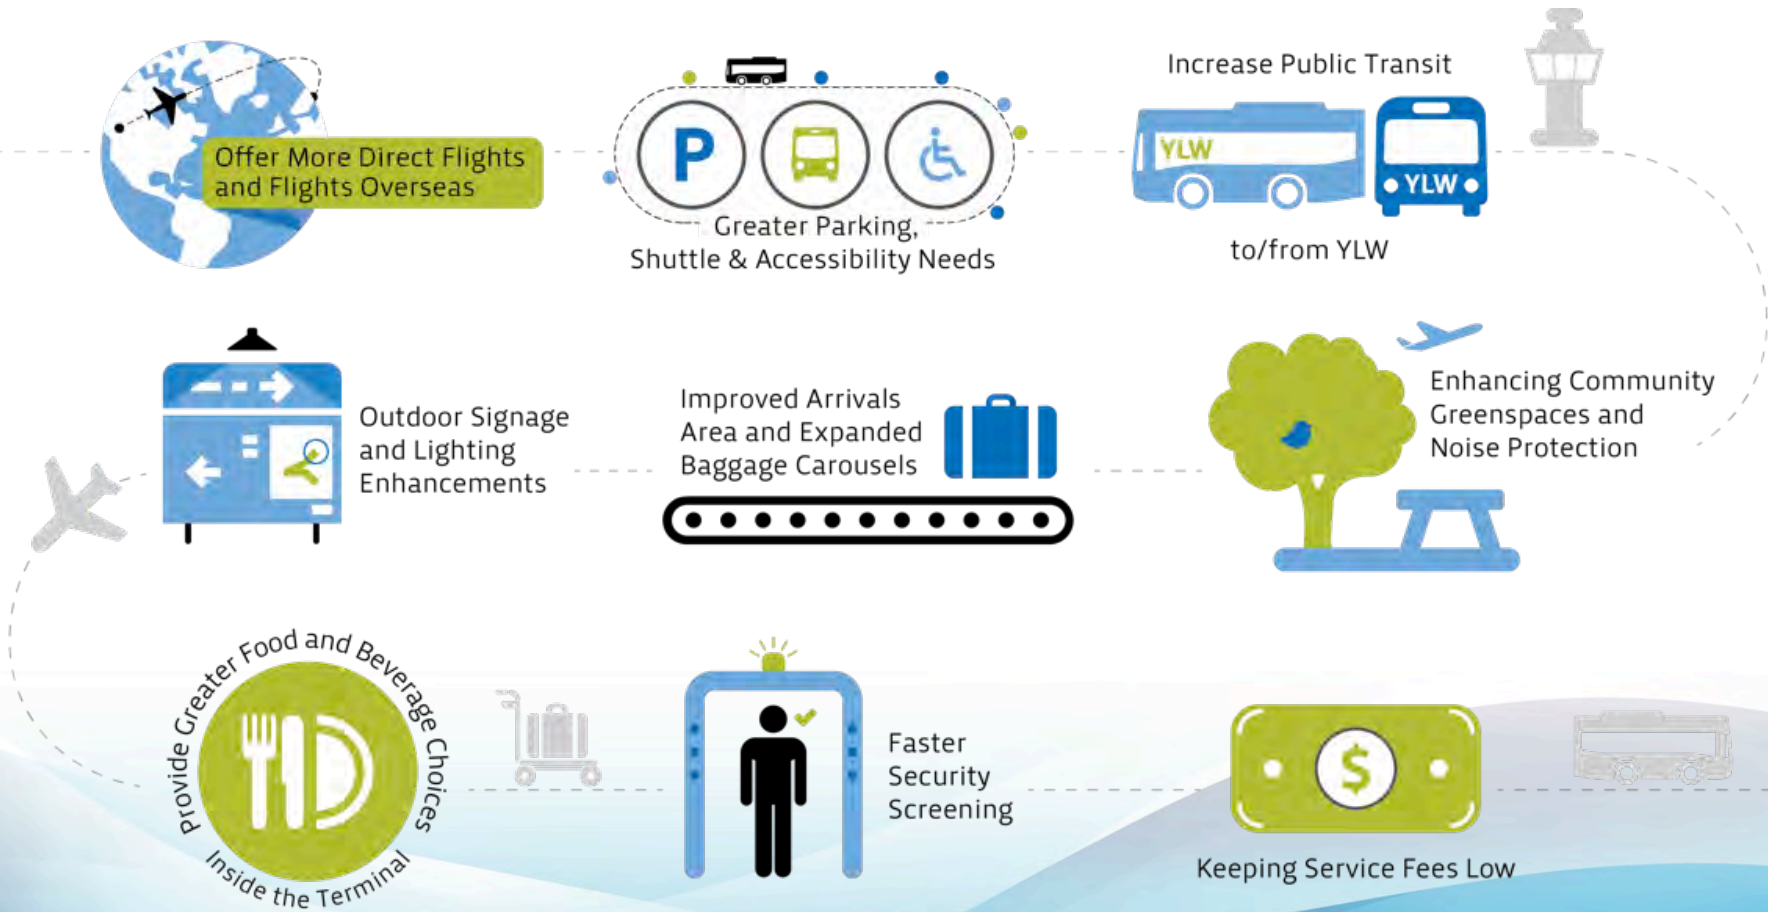 Offer More Direct Flights
and Flights Overseas
P
Greater Parking,
Shuttle & Accessibility Needs
Increase Public Transit
YLW
YLW
to/from YLW
Outdoor Signage
and Lighting
Enhancements
Improved Arrivals
Area and Expanded
Baggage Carousels
Enhancing Community
Greenspaces and
Noise Protection
Provide Greater Food and Beverage Choices
Inside the Terminal
Faster
Security
Screening
$
Keeping Service Fees Low